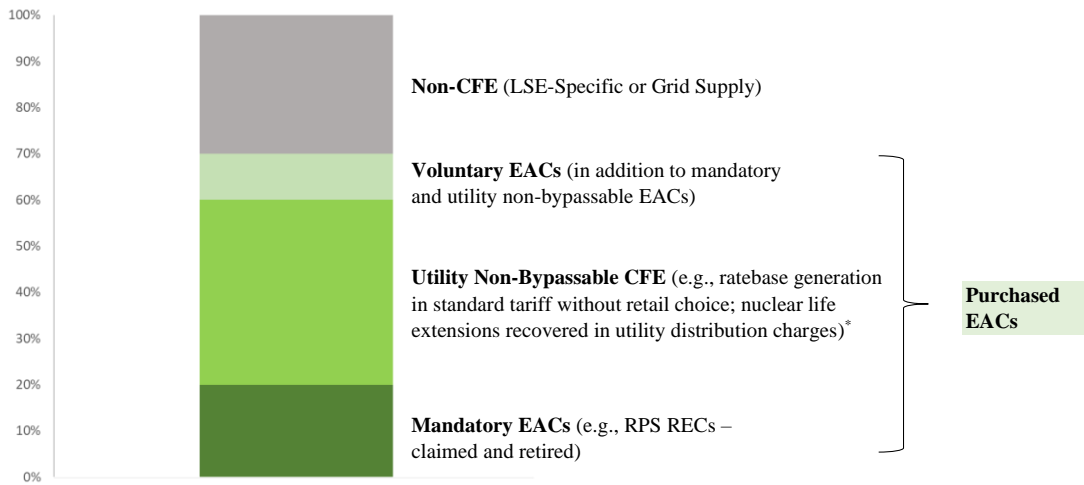 100%
90%
80%
70%
60%
50%
40%
30%
20%
10%
0%
Non-CFE (LSE-Specific or Grid Supply)
Voluntary EACs (in addition to mandatory
and utility non-bypassable EACs)
Utility Non-Bypassable CFE (e.g., ratebase generation
in standard tariff without retail choice; nuclear life
extensions recovered in utility distribution charges)*
Mandatory EACs (e.g., RPS RECs –
claimed and retired)
Purchased
EACs